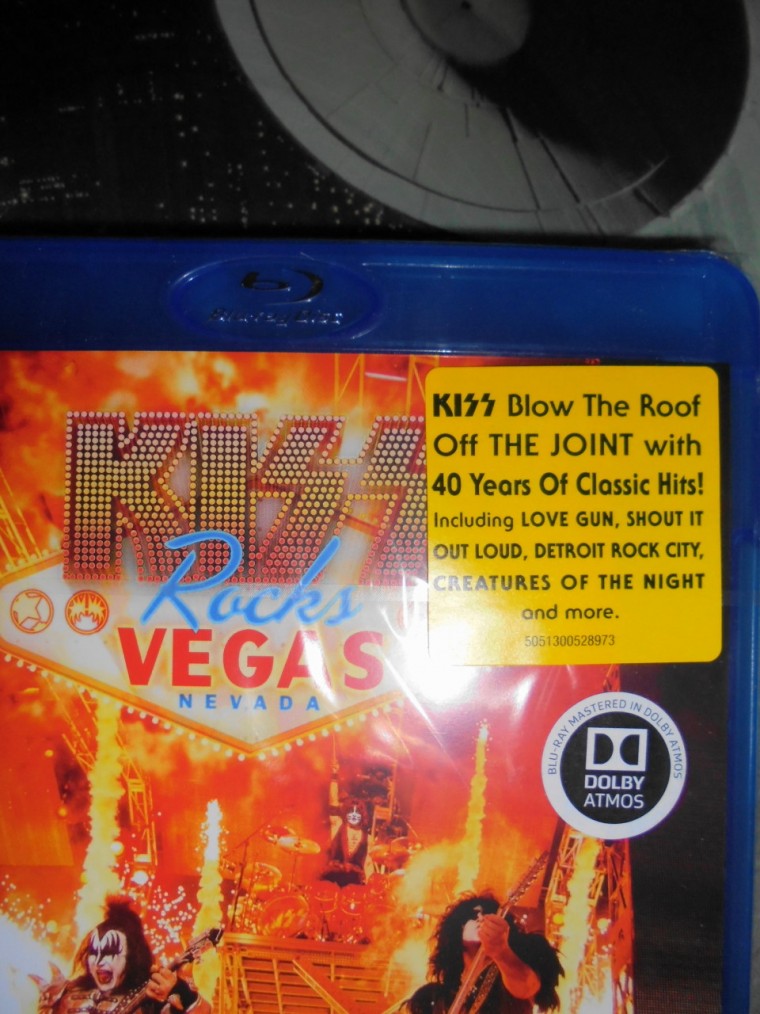 Blu-ray Disc
KISS
Rocks
VEGAS
NEVADA
KISS Blow The Roof
Off THE JOINT with
40 Years Of Classic Hits!
Including LOVE GUN, SHOUT IT
OUT LOUD, DETROIT ROCK CITY,
CREATURES OF THE NIGHT
and more.
5051300528973
BLU-RAY MASTERED IN DOLBY ATMOS
DOLBY
ATMOS